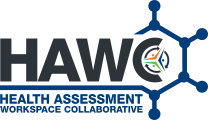 HAWC
HEALTH ASSESSMENT
WORKSPACE COLLABORATIVE